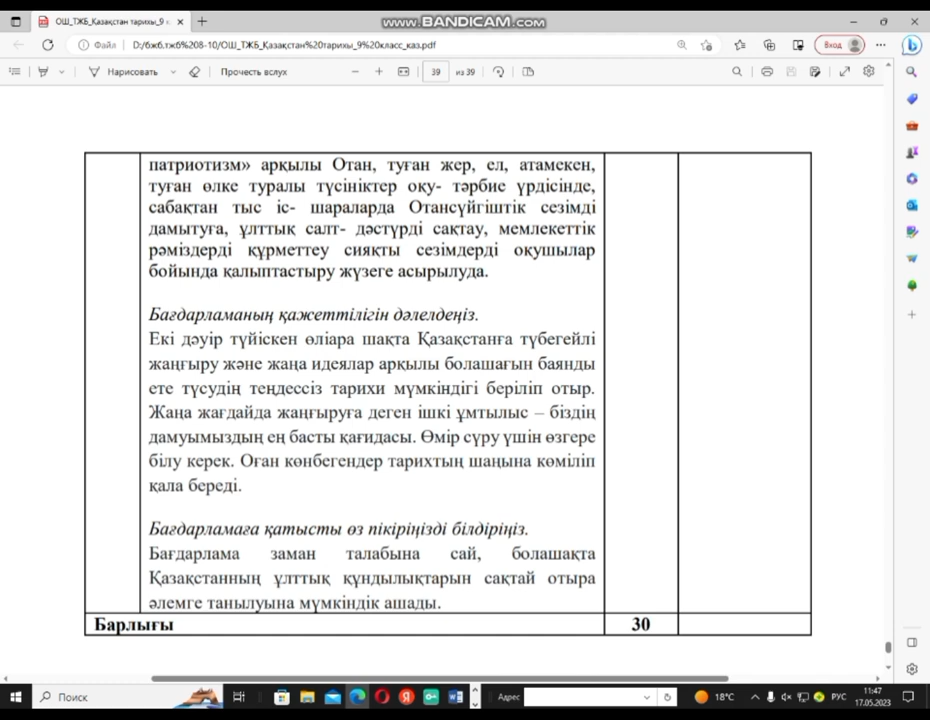 ОШ_ТЖБ_Қазақстан тарихы_9
www.BANDICAM.com
Файл D:/бжб.тжб%208-10/ОШ_ТЖБ_Қазақстан%20тарихы_9%20класс_каз.pdf
Вход
Нарисовать Прочесть вслух 39 из 39
патриотизм» арқылы Отан, туған жер, ел, атамекен,
туған өлке туралы түсініктер оқу- тәрбие үрдісінде,
сабақтан тыс іс- шараларда Отансүйгіштік сезімді
дамытуға, ұлттық салт- дәстүрді сақтау, мемлекеттік
рәміздерді құрметтеу сияқты сезімдерді оқушылар
бойында қалыптастыру жүзеге асырылуда.
Бағдарламаның қажеттілігін дәлелдеңіз.
Екі дәуір түйіскен өліара шақта Қазақстанға түбегейлі
жаңғыру және жаңа идеялар арқылы болашағын баянды
ете түсудің теңдессіз тарихи мүмкіндігі беріліп отыр.
Жаңа жағдайда жаңғыруға деген ішкі ұмтылыс – біздің
дамуымыздың ең басты қағидасы. Өмір сүру үшін өзгере
білу керек. Оған көнбегендер тарихтың шаңына көміліп
қала береді.
Бағдарламаға қатысты өз пікіріңізді білдіріңіз.
Бағдарлама заман талабына сай, болашақта
Қазақстанның ұлттық құндылықтарын сақтай отыра
әлемге танылуына мүмкіндік ашады.
Барлығы 30
Поиск Адрес 18°C РУС 11:47
17.05.2023